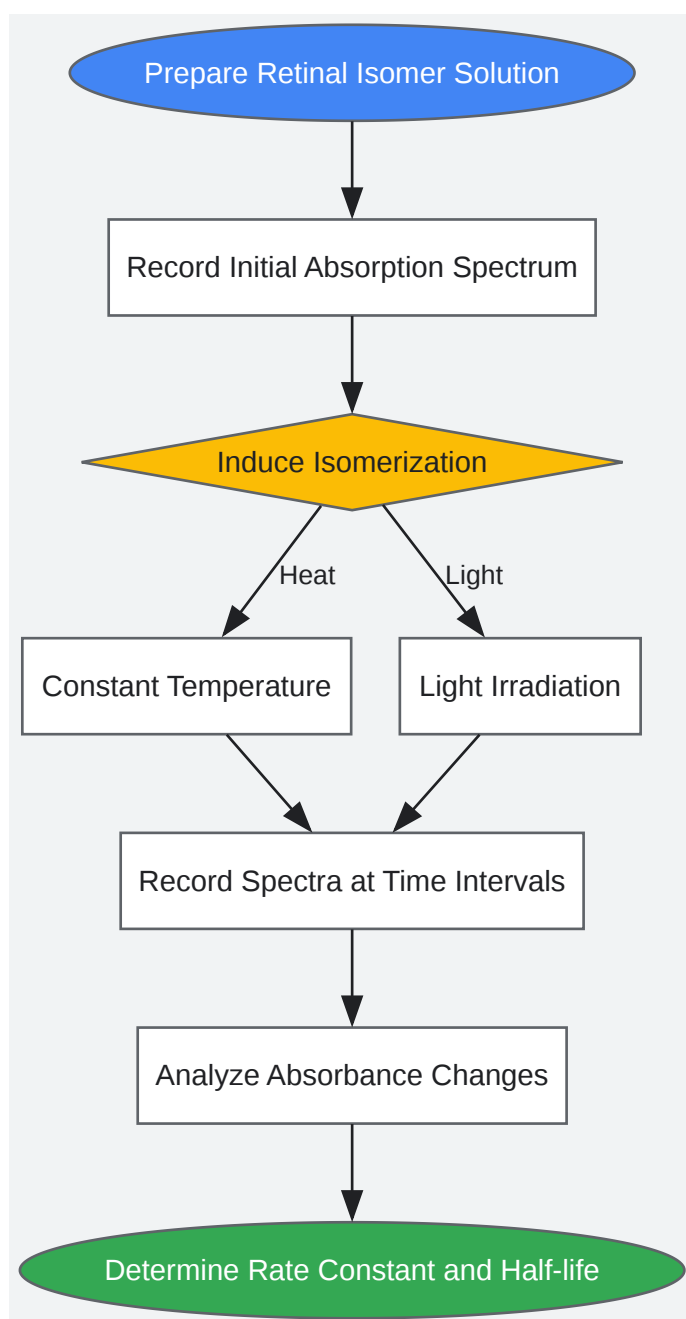 Prepare Retinal Isomer Solution
Record Initial Absorption Spectrum
Induce Isomerization
Heat
Light
Constant Temperature
Light Irradiation
Record Spectra at Time Intervals
Analyze Absorbance Changes
Determine Rate Constant and Half-life